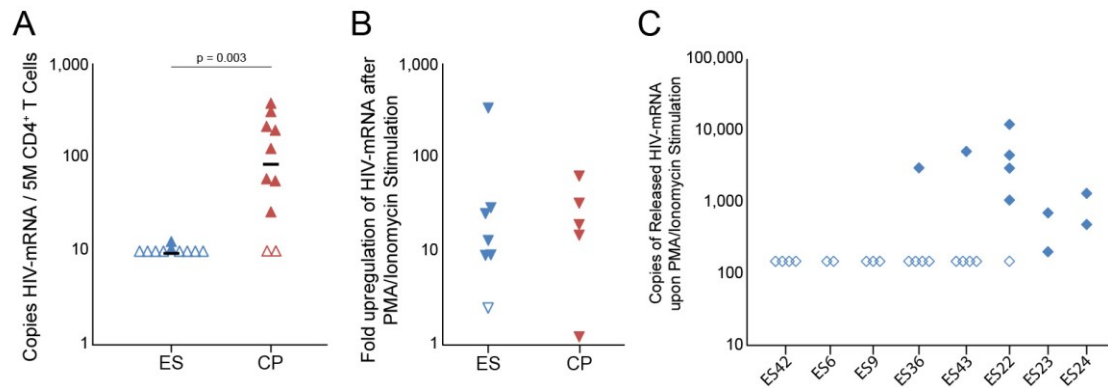 A
Copies HIV-mRNA / 5M CD4⁺ T Cells
1,000
100
10
1
p = 0.003
ES
CP
B
Fold upregulation of HIV-mRNA after
PMA/Ionomycin Stimulation
1,000
100
10
1
ES
CP
C
Copies of Released HIV-mRNA
upon PMA/Ionomycin Stimulation
100,000
10,000
1,000
100
10
ES42
ES6
ES9
ES36
ES43
ES22
ES23
ES24